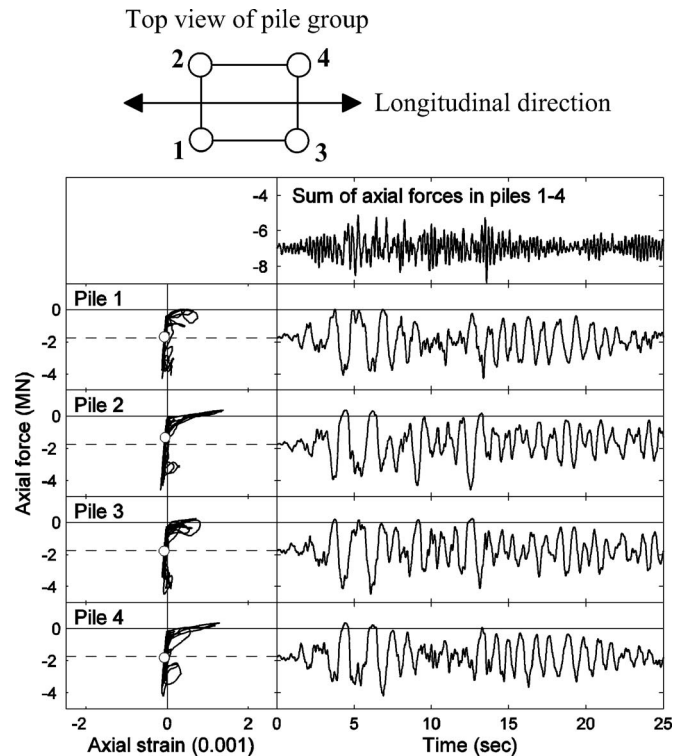 Top view of pile group
2 4
Longitudinal direction
1 3
Sum of axial forces in piles 1-4
-4
-6
-8
Pile 1
0
-2
-4
Pile 2
0
-2
-4
Pile 3
0
-2
-4
Pile 4
0
-2
-4
Axial force (MN)
-2 0 2 0 5 10 15 20 25
Axial strain (0.001) Time (sec)